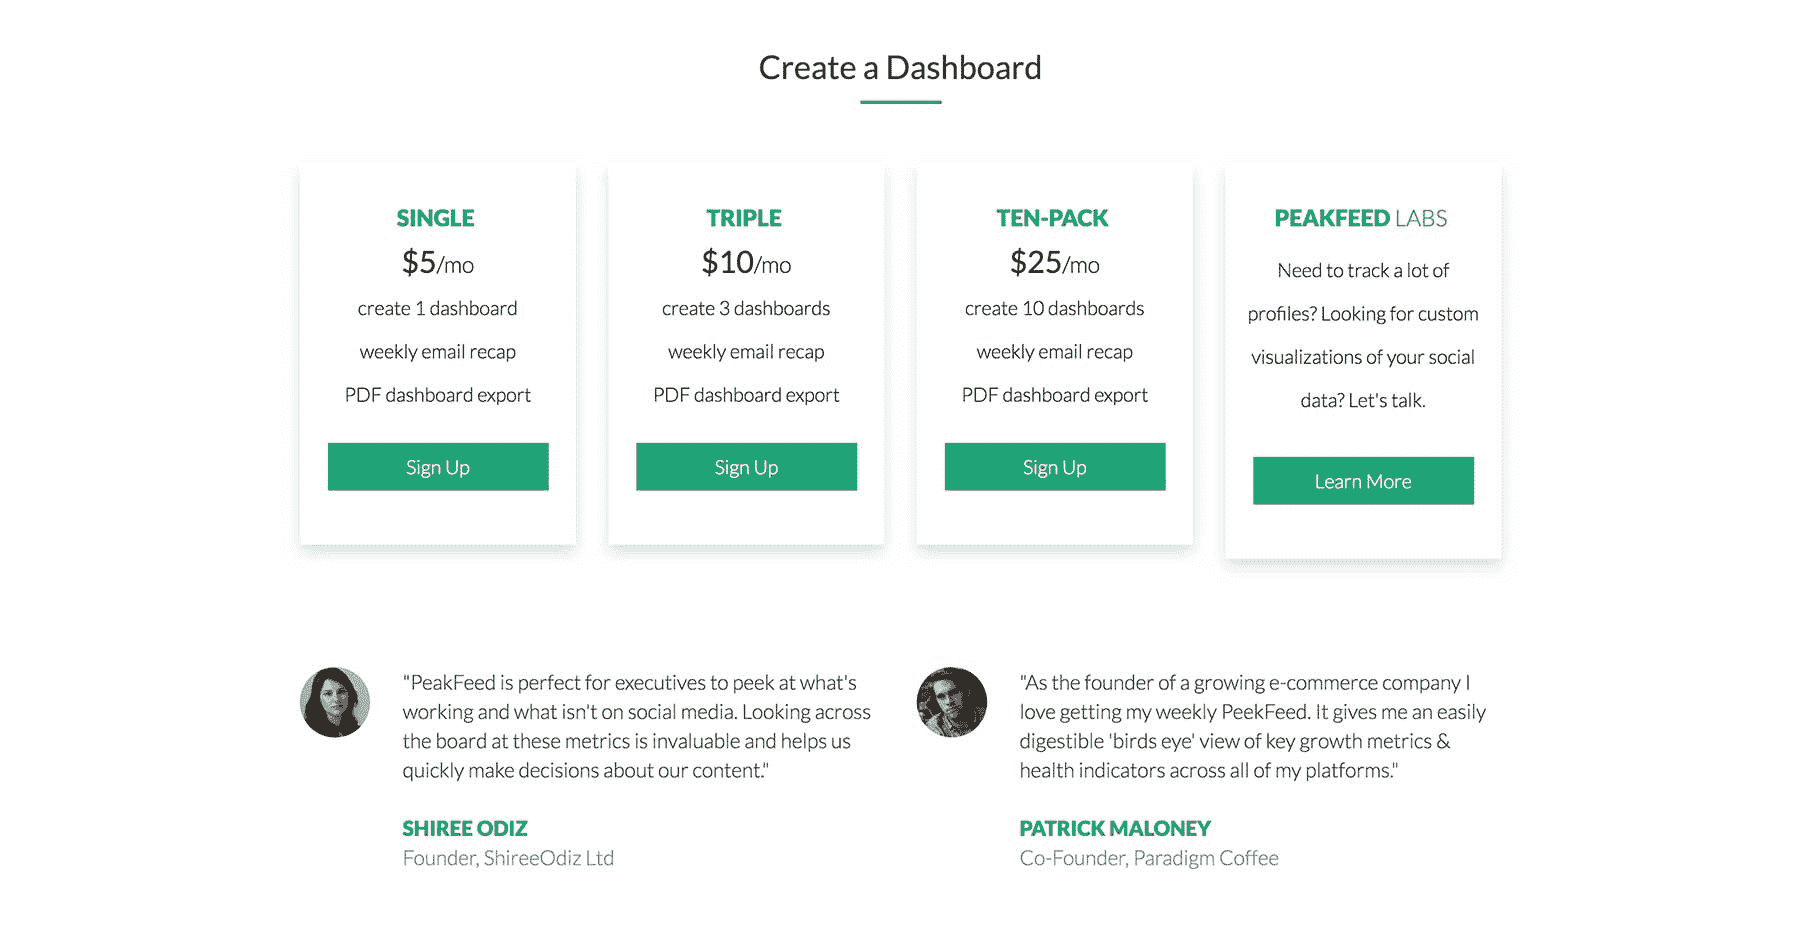 Create a Dashboard
SINGLE
$5/mo
create 1 dashboard
weekly email recap
PDF dashboard export
Sign Up
TRIPLE
$10/mo
create 3 dashboards
weekly email recap
PDF dashboard export
Sign Up
TEN-PACK
$25/mo
create 10 dashboards
weekly email recap
PDF dashboard export
Sign Up
PEAKFEED LABS
Need to track a lot of
profiles? Looking for custom
visualizations of your social
data? Let's talk.
Learn More
"PeakFeed is perfect for executives to peek at what's
working and what isn't on social media. Looking across
the board at these metrics is invaluable and helps us
quickly make decisions about our content."
SHIREE ODIZ
Founder, ShireeOdiz Ltd
"As the founder of a growing e-commerce company I
love getting my weekly PeekFeed. It gives me an easily
digestible 'birds eye' view of key growth metrics &
health indicators across all of my platforms."
PATRICK MALONEY
Co-Founder, Paradigm Coffee